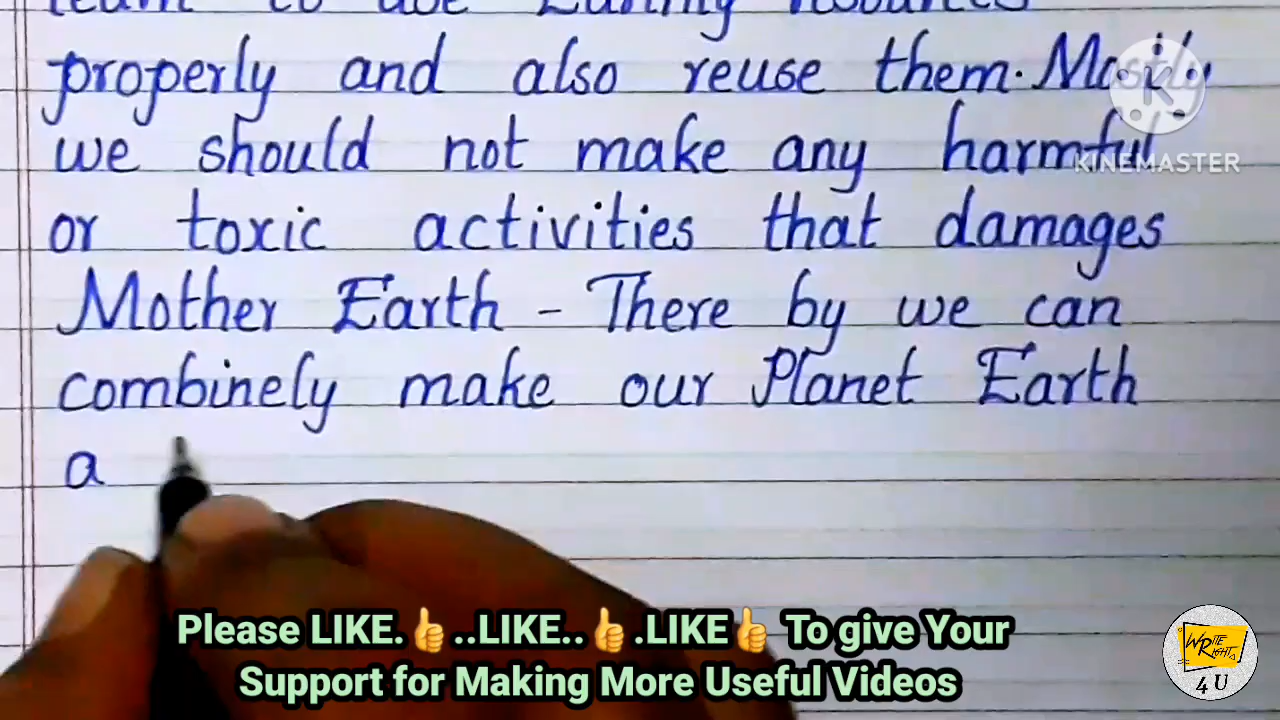 properly and also reuse them. Mostly
we should not make any harmful
or toxic activities that damages
Mother Earth - There by we can
combinely make our Planet Earth
a
KINEMASTER
Please LIKE.👍..LIKE..👍.LIKE👍 To give Your
Support for Making More Useful Videos
WRITE
RIGHT
4 U